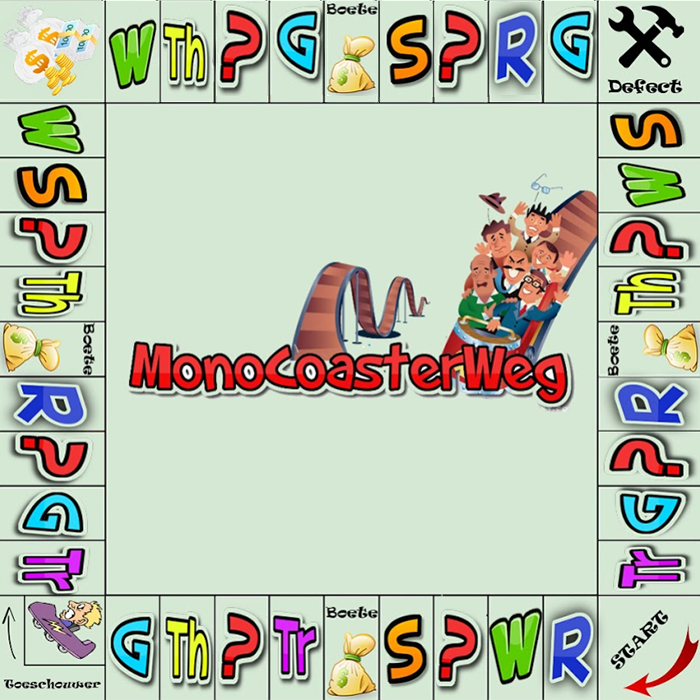 W Th ? G Boete S ? R G Defect
W S
S W
? ?
Th Th
Boete Boete
MonoCoasterWeg
R R
? ?
G G
Tr Tr
Toeschouwer G Th ? Tr Boete S ? W R START